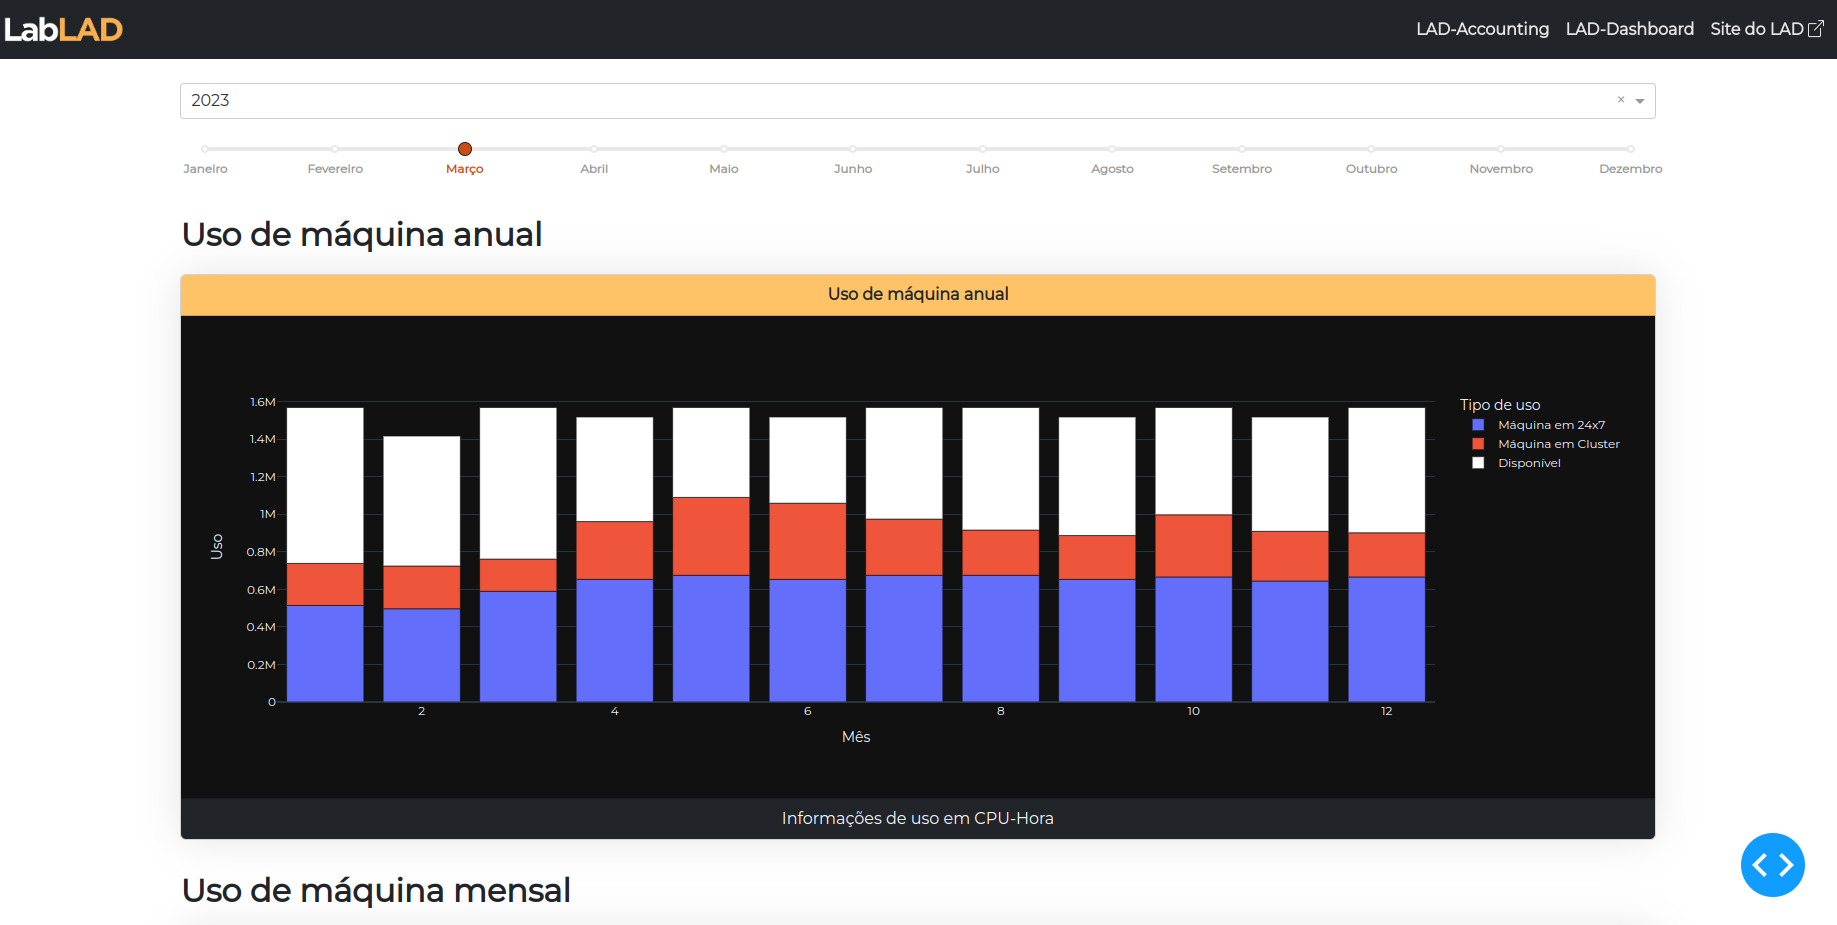 LabLAD
LAD-Accounting LAD-Dashboard Site do LAD
2023 ×
Janeiro Fevereiro Março Abril Maio Junho Julho Agosto Setembro Outubro Novembro Dezembro
Uso de máquina anual
Uso de máquina anual
1.6M
1.4M
1.2M
1M
0.8M
0.6M
0.4M
0.2M
0
Uso
2 4 6 8 10 12
Mês
Tipo de uso
Máquina em 24x7
Máquina em Cluster
Disponível
Informações de uso em CPU-Hora
Uso de máquina mensal